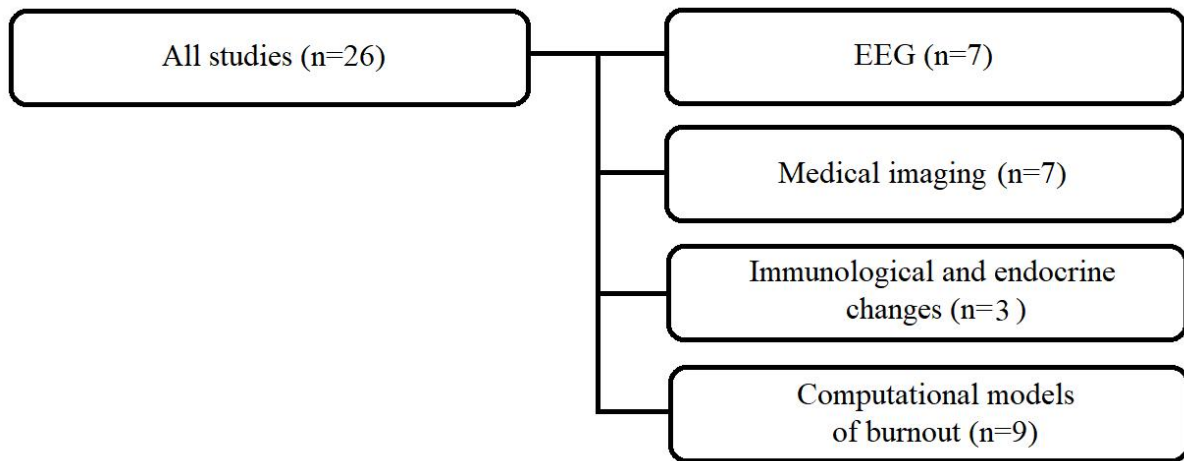 All studies (n=26)
EEG (n=7)
Medical imaging (n=7)
Immunological and endocrine
changes (n=3 )
Computational models
of burnout (n=9)